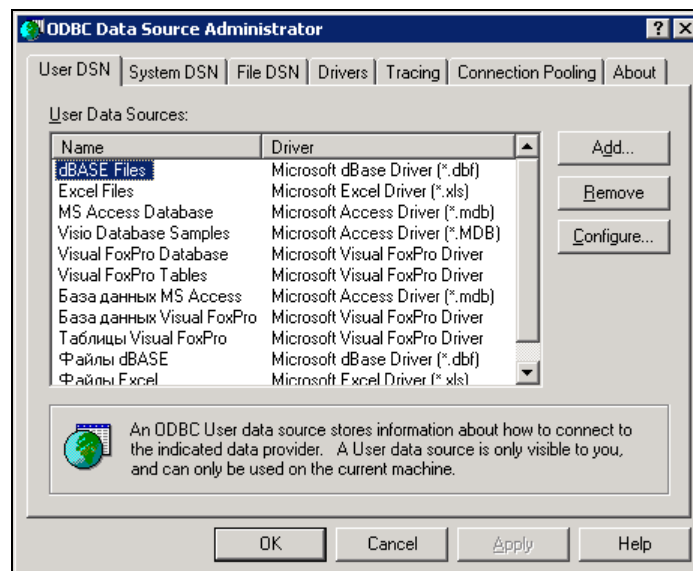 ODBC Data Source Administrator
User DSN System DSN File DSN Drivers Tracing Connection Pooling About
User Data Sources:
Name Driver
dBASE Files Microsoft dBase Driver (*.dbf)
Excel Files Microsoft Excel Driver (*.xls)
MS Access Database Microsoft Access Driver (*.mdb)
Visio Database Samples Microsoft Access Driver (*.MDB)
Visual FoxPro Database Microsoft Visual FoxPro Driver
Visual FoxPro Tables Microsoft Visual FoxPro Driver
База данных MS Access Microsoft Access Driver (*.mdb)
База данных Visual FoxPro Microsoft Visual FoxPro Driver
Таблицы Visual FoxPro Microsoft Visual FoxPro Driver
Файлы dBASE Microsoft dBase Driver (*.dbf)
Файлы Excel Microsoft Excel Driver (*.xls)
Add...
Remove
Configure...
An ODBC User data source stores information about how to connect to
the indicated data provider. A User data source is only visible to you,
and can only be used on the current machine.
OK Cancel Apply Help